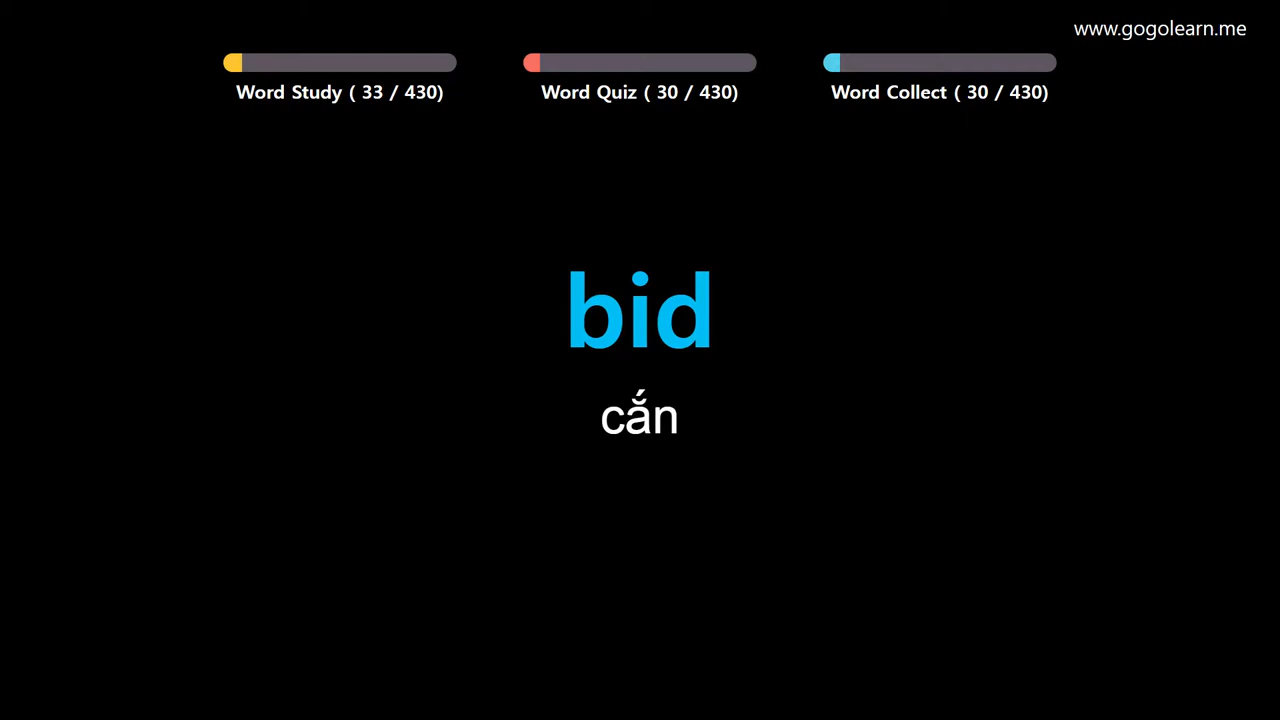 www.gogolearn.me
Word Study ( 33 / 430)
Word Quiz ( 30 / 430)
Word Collect ( 30 / 430)
bid
cắn